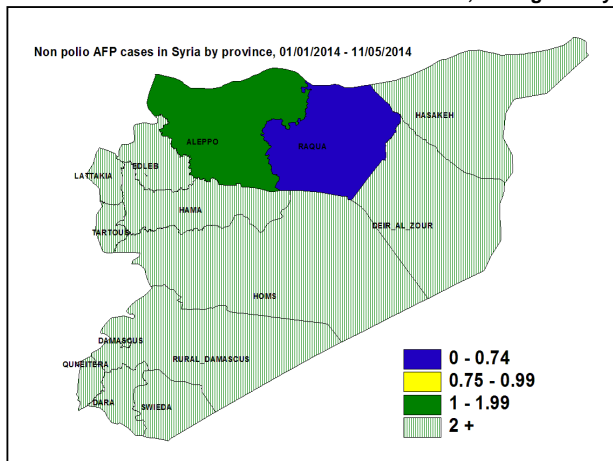 Non polio AFP cases in Syria by province, 01/01/2014 - 11/05/2014
HASAKEH
ALEPPO
RAQUA
EDLEB
LATTAKIA
HAMA
DEIR_AL_ZOUR
TARTOUS
HOMS
DAMASCUS
RURAL_DAMASCUS
QUNEITERA
DARA
SWIEDA
0 - 0.74
0.75 - 0.99
1 - 1.99
2 +